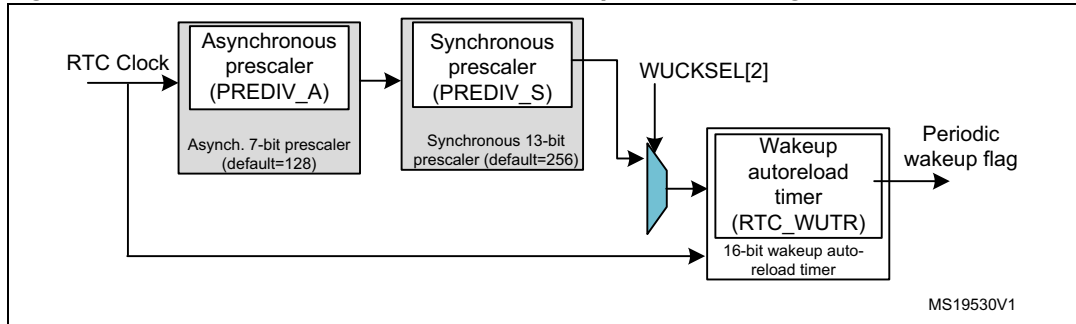 RTC Clock
Asynchronous
prescaler
(PREDIV_A)
Asynch. 7-bit prescaler
(default=128)
Synchronous
prescaler
(PREDIV_S)
Synchronous 13-bit
prescaler (default=256)
WUCKSEL[2]
Wakeup
autoreload
timer
(RTC_WUTR)
16-bit wakeup auto-
reload timer
Periodic
wakeup flag
MS19530V1